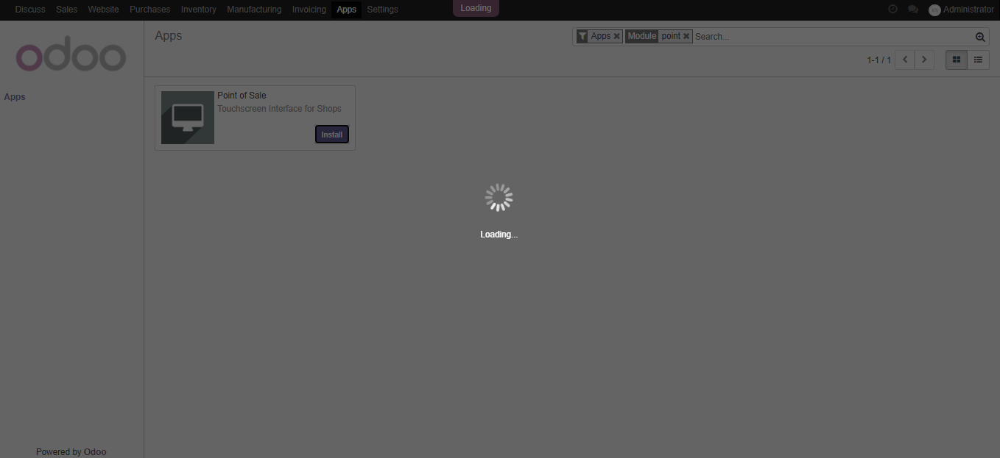 Discuss Sales Website Purchases Inventory Manufacturing Invoicing Apps Settings Loading Administrator
odoo
Apps
Apps Module point Search...
1-1 / 1
Apps
Point of Sale
Touchscreen Interface for Shops
Install
Loading...
Powered by Odoo